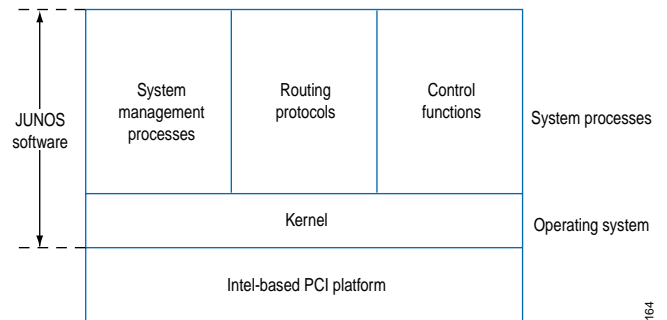 System
management
processes
Routing
protocols
Control
functions
JUNOS
software
System processes
Kernel
Operating system
Intel-based PCI platform
164